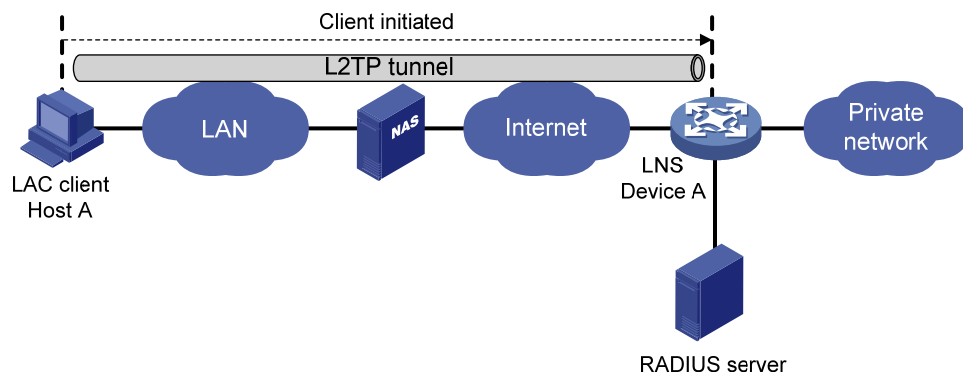 Client initiated
L2TP tunnel
LAN
NAS
Internet
Private
network
LAC client
Host A
LNS
Device A
RADIUS server